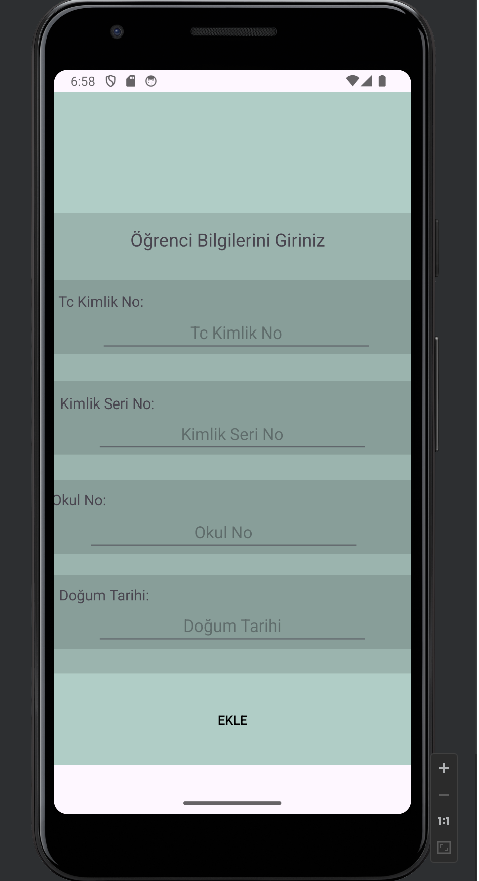 6:58
Öğrenci Bilgilerini Giriniz
Tc Kimlik No:
Tc Kimlik No
Kimlik Seri No:
Kimlik Seri No
Okul No:
Okul No
Doğum Tarihi:
Doğum Tarihi
EKLE
1:1